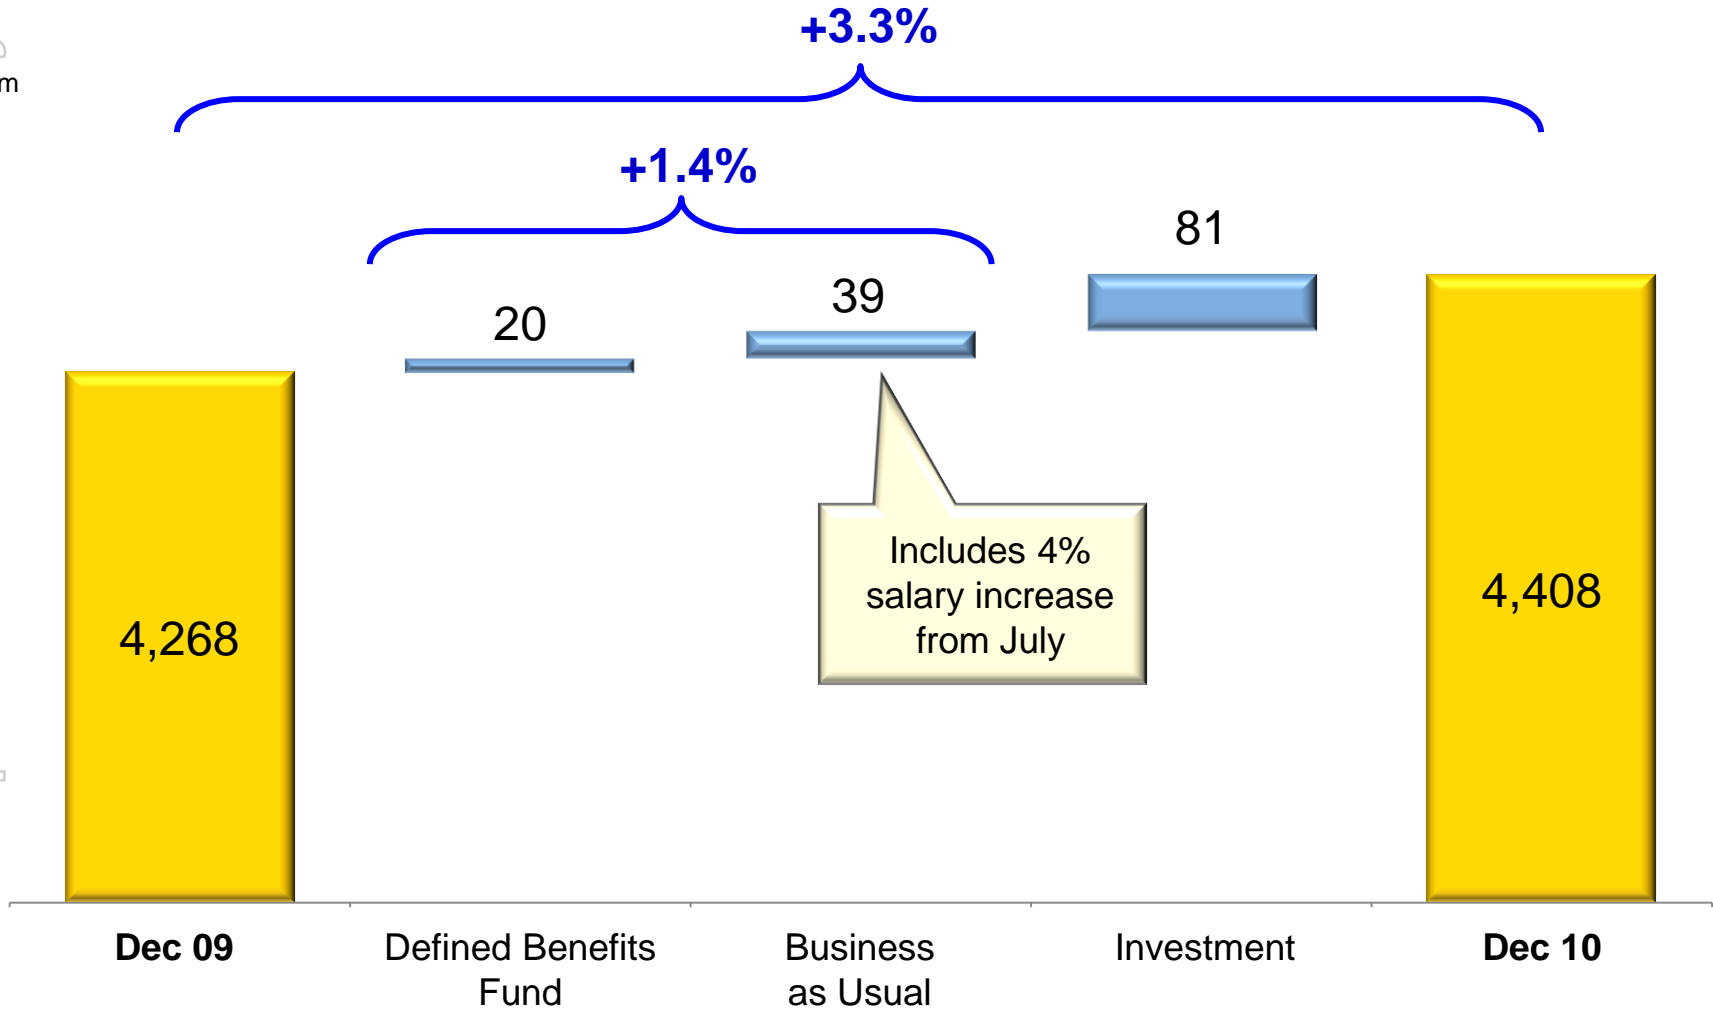 +3.3%
m
+1.4%
81
39
20
Includes 4%
salary increase
from July
4,268
4,408
Dec 09
Defined Benefits
Fund
Business
as Usual
Investment
Dec 10